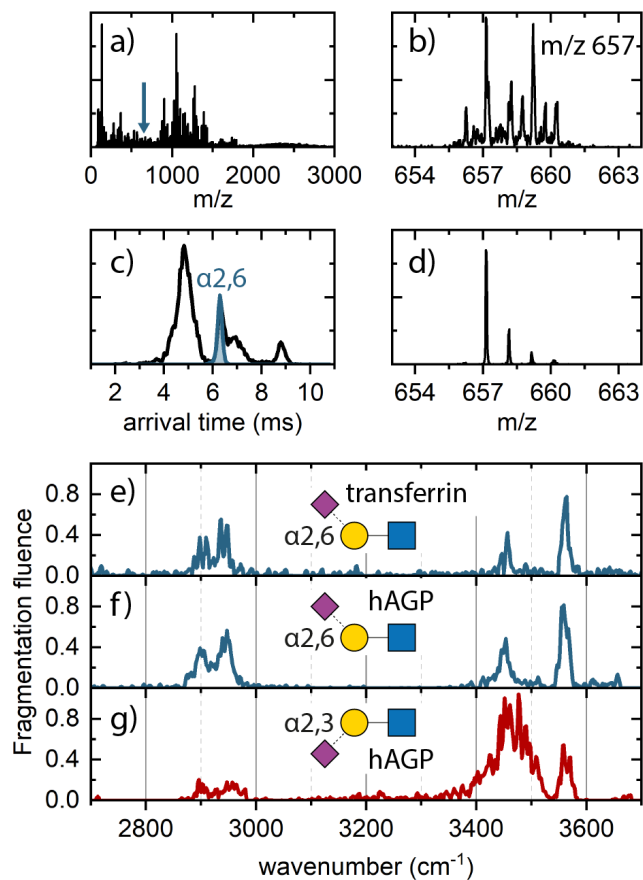 a)
0 1000 2000 3000
m/z
b) m/z 657
654 657 660 663
m/z
c)
α2,6
2 4 6 8 10
arrival time (ms)
d)
654 657 660 663
m/z
Fragmentation fluence
e) transferrin
0.8
0.4
α2,6
0.0
f) hAGP
0.8
0.4
α2,6
0.0
g)
0.8
α2,3
0.4
hAGP
0.0
2800 3000 3200 3400 3600
wavenumber (cm⁻¹)